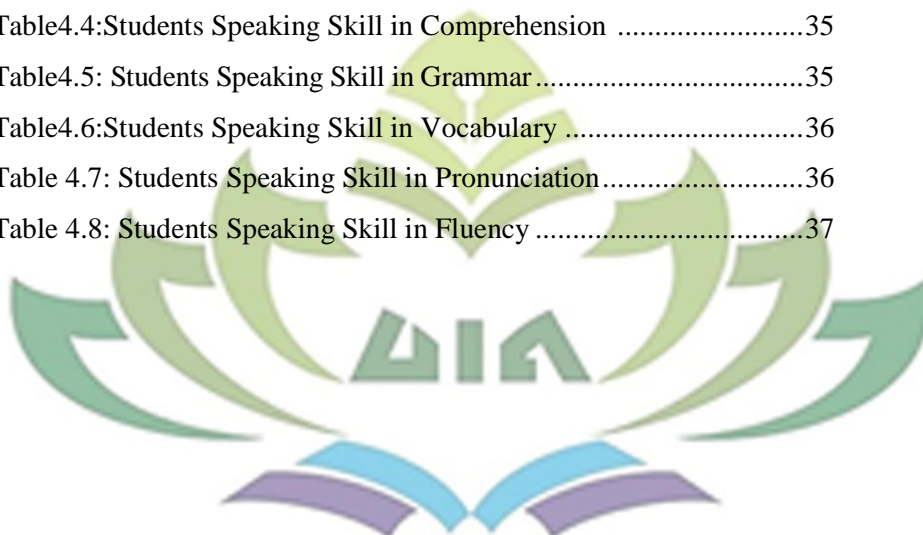 Table4.4:Students Speaking Skill in Comprehension ........................35
Table4.5: Students Speaking Skill in Grammar ..................................35
Table4.6:Students Speaking Skill in Vocabulary ..............................36
Table 4.7: Students Speaking Skill in Pronunciation.........................36
Table 4.8: Students Speaking Skill in Fluency ..................................37